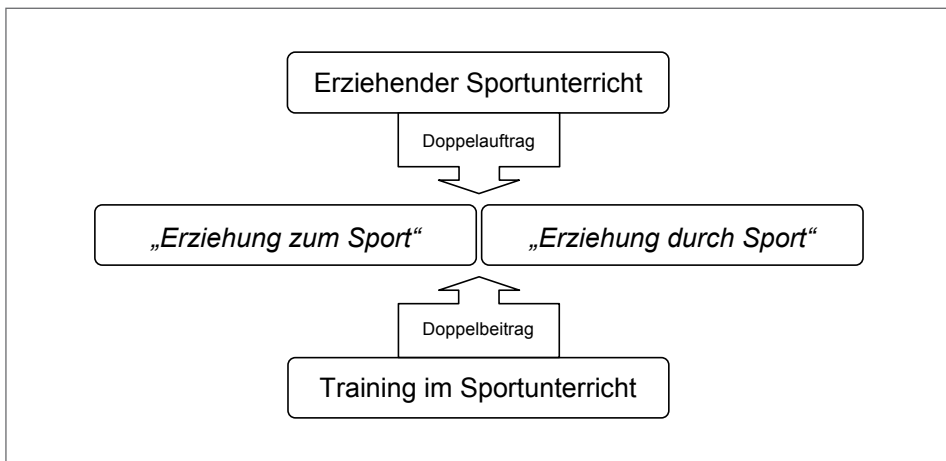 Erziehender Sportunterricht
Doppelauftrag
„Erziehung zum Sport“
„Erziehung durch Sport“
Doppelbeitrag
Training im Sportunterricht